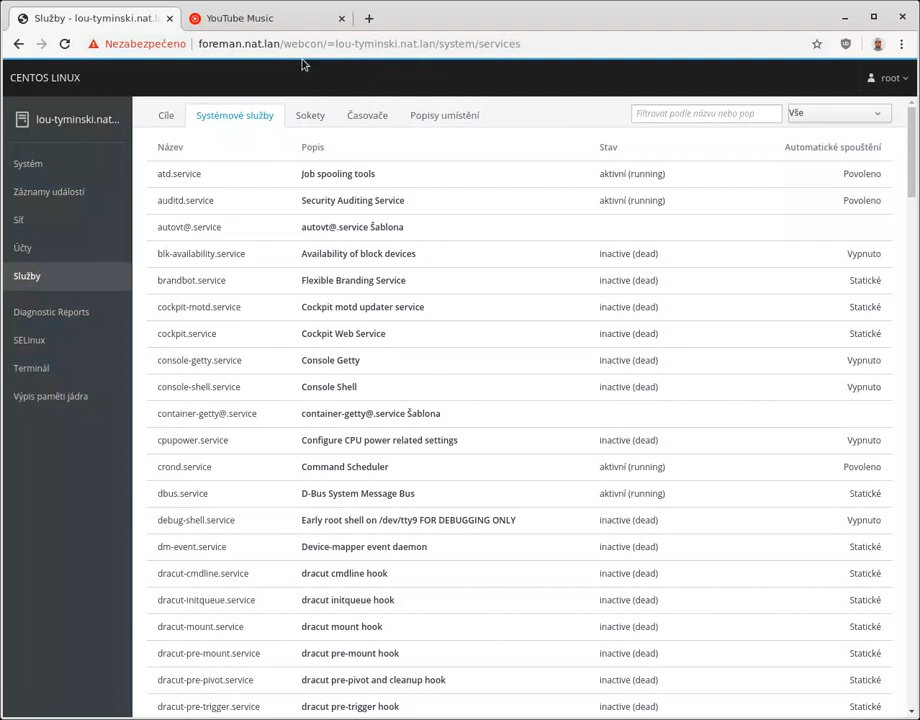 Služby - lou-tyminski.nat.
YouTube Music
Nezabezpečeno
foreman.nat.lan/webcon/=lou-tyminski.nat.lan/system/services
CENTOS LINUX
root
lou-tyminski.nat...
Systém
Záznamy událostí
Síť
Účty
Služby
Diagnostic Reports
SELinux
Terminál
Výpis paměti jádra
Cíle Systémové služby Sokety Časovače Popisy umístění
Filtrovat podle názvu nebo pop
Vše
Název Popis Stav Automatické spouštění
atd.service Job spooling tools aktivní (running) Povoleno
auditd.service Security Auditing Service aktivní (running) Povoleno
autovt@.service autovt@.service Šablona
blk-availability.service Availability of block devices inactive (dead) Vypnuto
brandbot.service Flexible Branding Service inactive (dead) Statické
cockpit-motd.service Cockpit motd updater service inactive (dead) Statické
cockpit.service Cockpit Web Service inactive (dead) Statické
console-getty.service Console Getty inactive (dead) Vypnuto
console-shell.service Console Shell inactive (dead) Vypnuto
container-getty@.service container-getty@.service Šablona
cpupower.service Configure CPU power related settings inactive (dead) Vypnuto
crond.service Command Scheduler aktivní (running) Povoleno
dbus.service D-Bus System Message Bus aktivní (running) Statické
debug-shell.service Early root shell on /dev/tty9 FOR DEBUGGING ONLY inactive (dead) Vypnuto
dm-event.service Device-mapper event daemon inactive (dead) Statické
dracut-cmdline.service dracut cmdline hook inactive (dead) Statické
dracut-initqueue.service dracut initqueue hook inactive (dead) Statické
dracut-mount.service dracut mount hook inactive (dead) Statické
dracut-pre-mount.service dracut pre-mount hook inactive (dead) Statické
dracut-pre-pivot.service dracut pre-pivot and cleanup hook inactive (dead) Statické
dracut-pre-trigger.service dracut pre-trigger hook inactive (dead) Statické